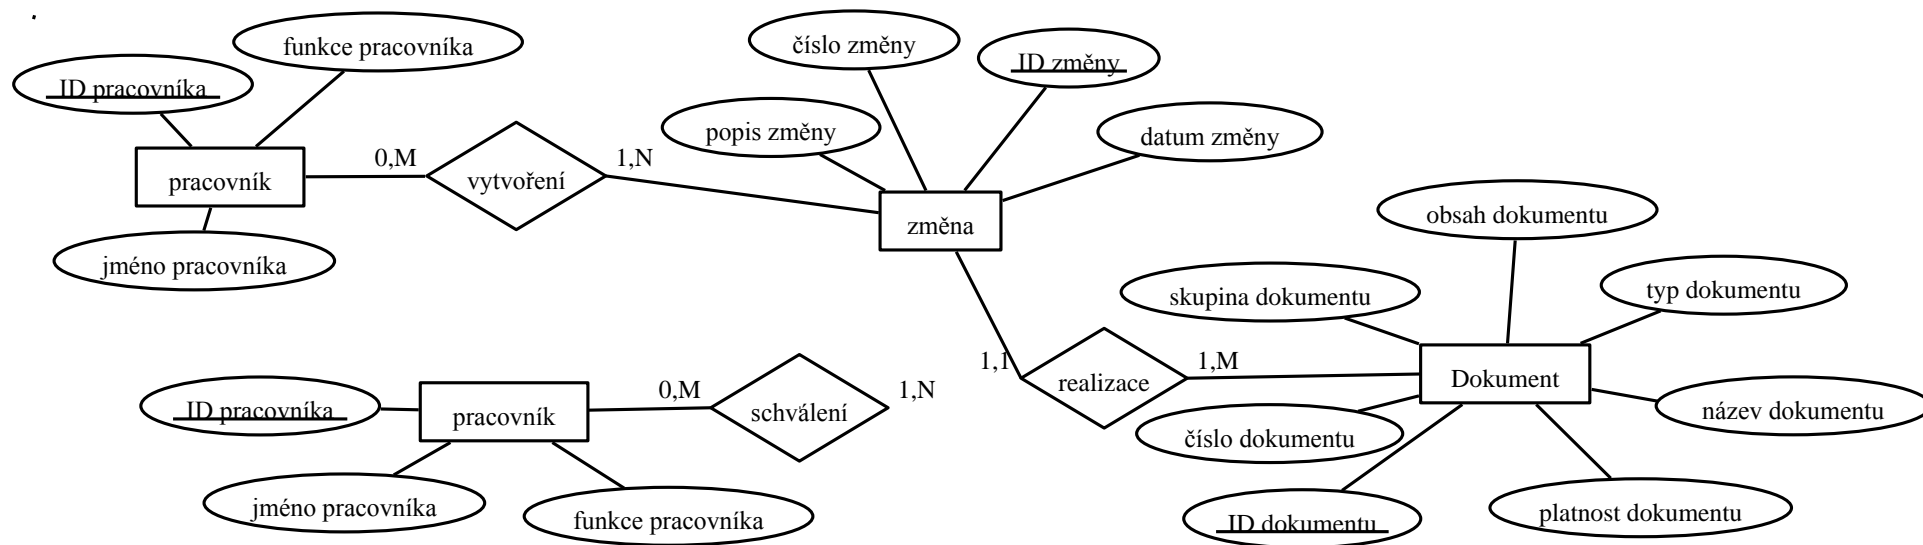 funkce pracovníka
ID pracovníka
číslo změny
ID změny
popis změny
datum změny
pracovník
0,M
vytvoření
1,N
změna
jméno pracovníka
obsah dokumentu
skupina dokumentu
typ dokumentu
1,1
realizace
1,M
Dokument
ID pracovníka
pracovník
0,M
schválení
1,N
číslo dokumentu
název dokumentu
jméno pracovníka
funkce pracovníka
ID dokumentu
platnost dokumentu